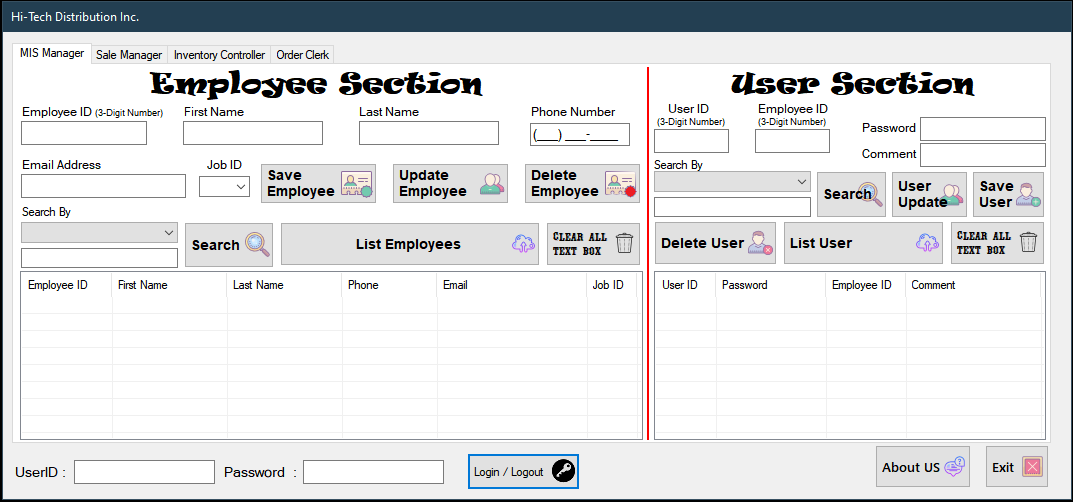 Hi-Tech Distribution Inc.
MIS Manager Sale Manager Inventory Controller Order Clerk
Employee Section
Employee ID (3-Digit Number) First Name Last Name Phone Number
(___) ___-____
Email Address Job ID
Save Employee
Update Employee
Delete Employee
Search By
Search
List Employees
CLEAR ALL TEXT BOX
Employee ID First Name Last Name Phone Email Job ID
User Section
User ID (3-Digit Number)
Employee ID (3-Digit Number)
Password
Comment
Search By
Search
User Update
Save User
Delete User
List User
CLEAR ALL TEXT BOX
User ID Password Employee ID Comment
UserID : Password : Login / Logout
About US
Exit